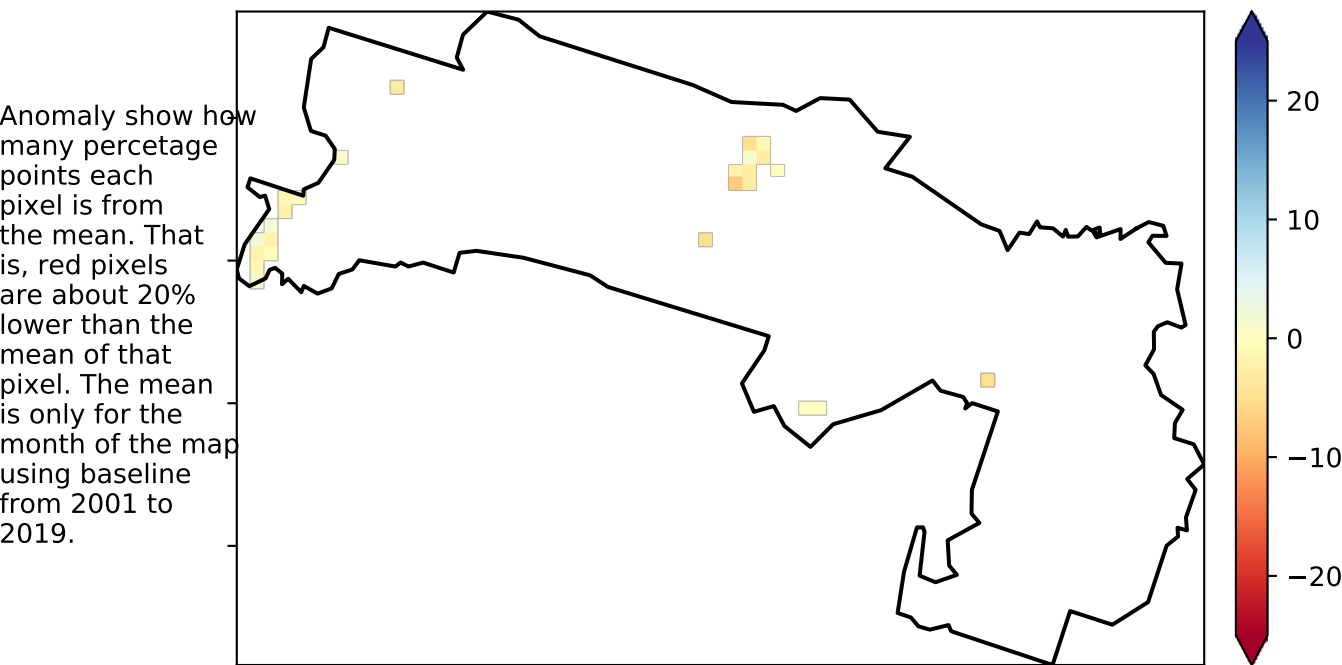 Anomaly show how
many percetage
points each
pixel is from
the mean. That
is, red pixels
are about 20%
lower than the
mean of that
pixel. The mean
is only for the
month of the map
using baseline
from 2001 to
2019.
20
10
0
−10
−20